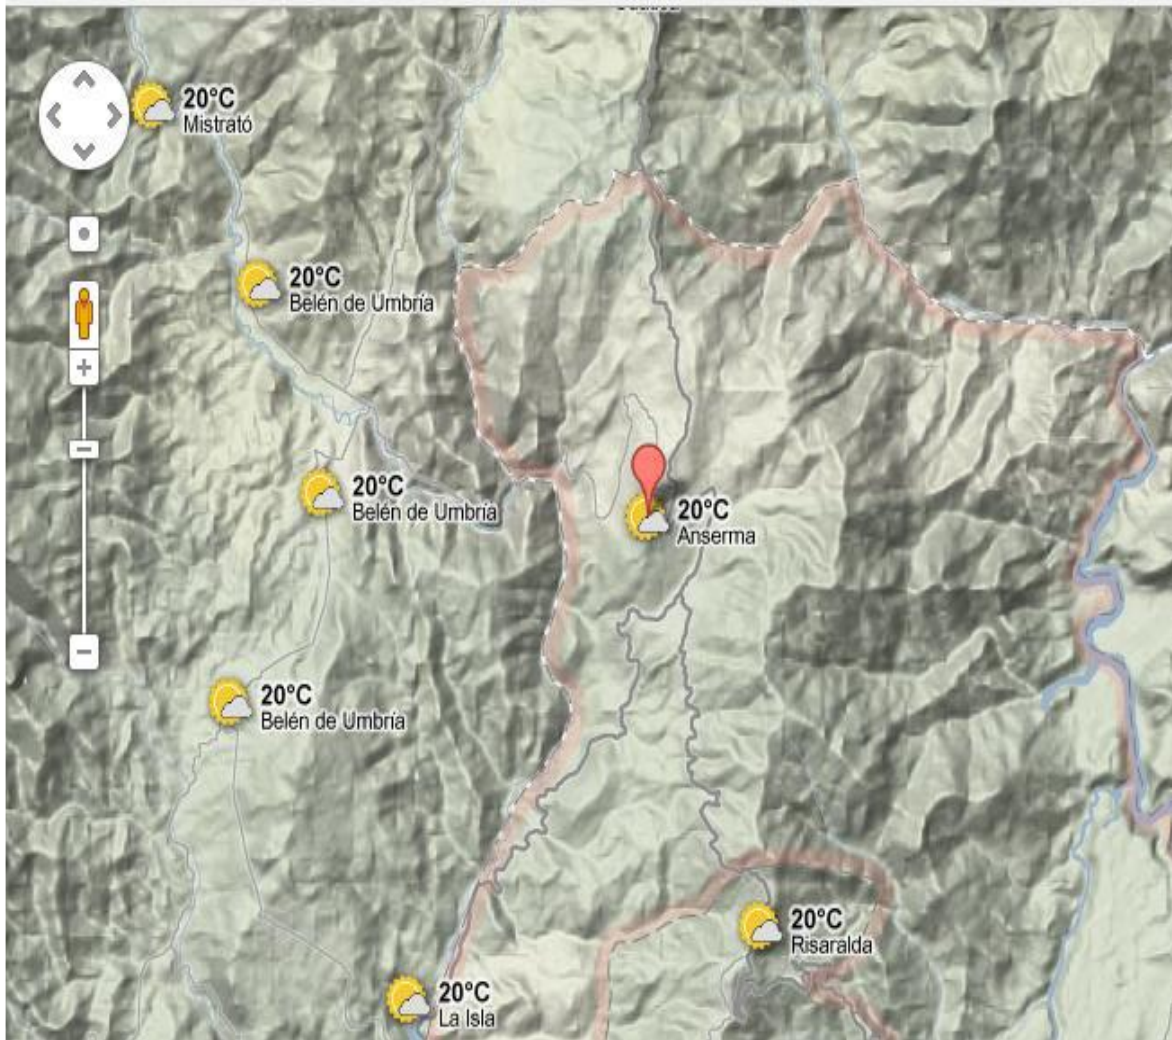 20°C
Mistrató
20°C
Belén de Umbría
20°C
Belén de Umbría
20°C
Anserma
20°C
Belén de Umbría
20°C
Risaralda
20°C
La Isla